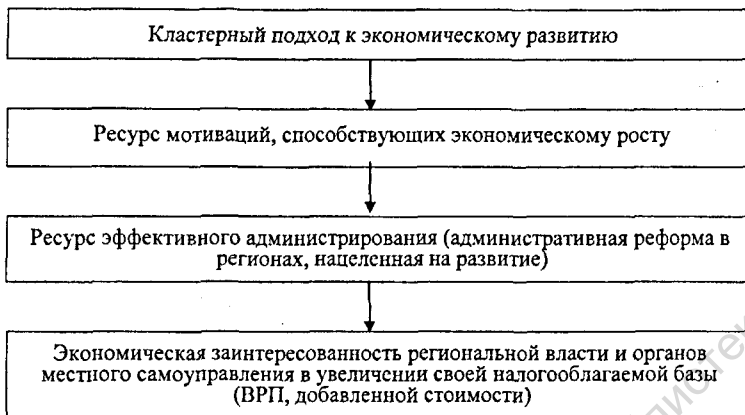 Кластерный подход к экономическому развитию
Ресурс мотиваций, способствующих экономическому росту
Ресурс эффективного администрирования (административная реформа в
регионах, нацеленная на развитие)
Экономическая заинтересованность региональной власти и органов
местного самоуправления в увеличении своей налогооблагаемой базы
(ВРП, добавленной стоимости)